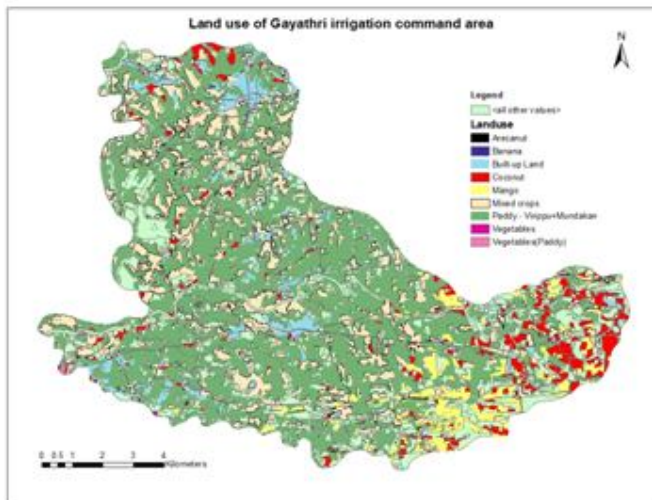 Land use of Gayathri irrigation command area
N
Legend
<all other values>
Landuse
Arecanut
Banana
Built-up Land
Coconut
Mango
Mixed crops
Paddy - Virippu+Mundakan
Vegetables
Vegetables(Paddy)
0 0.5 1 2 3 4
Kilometers